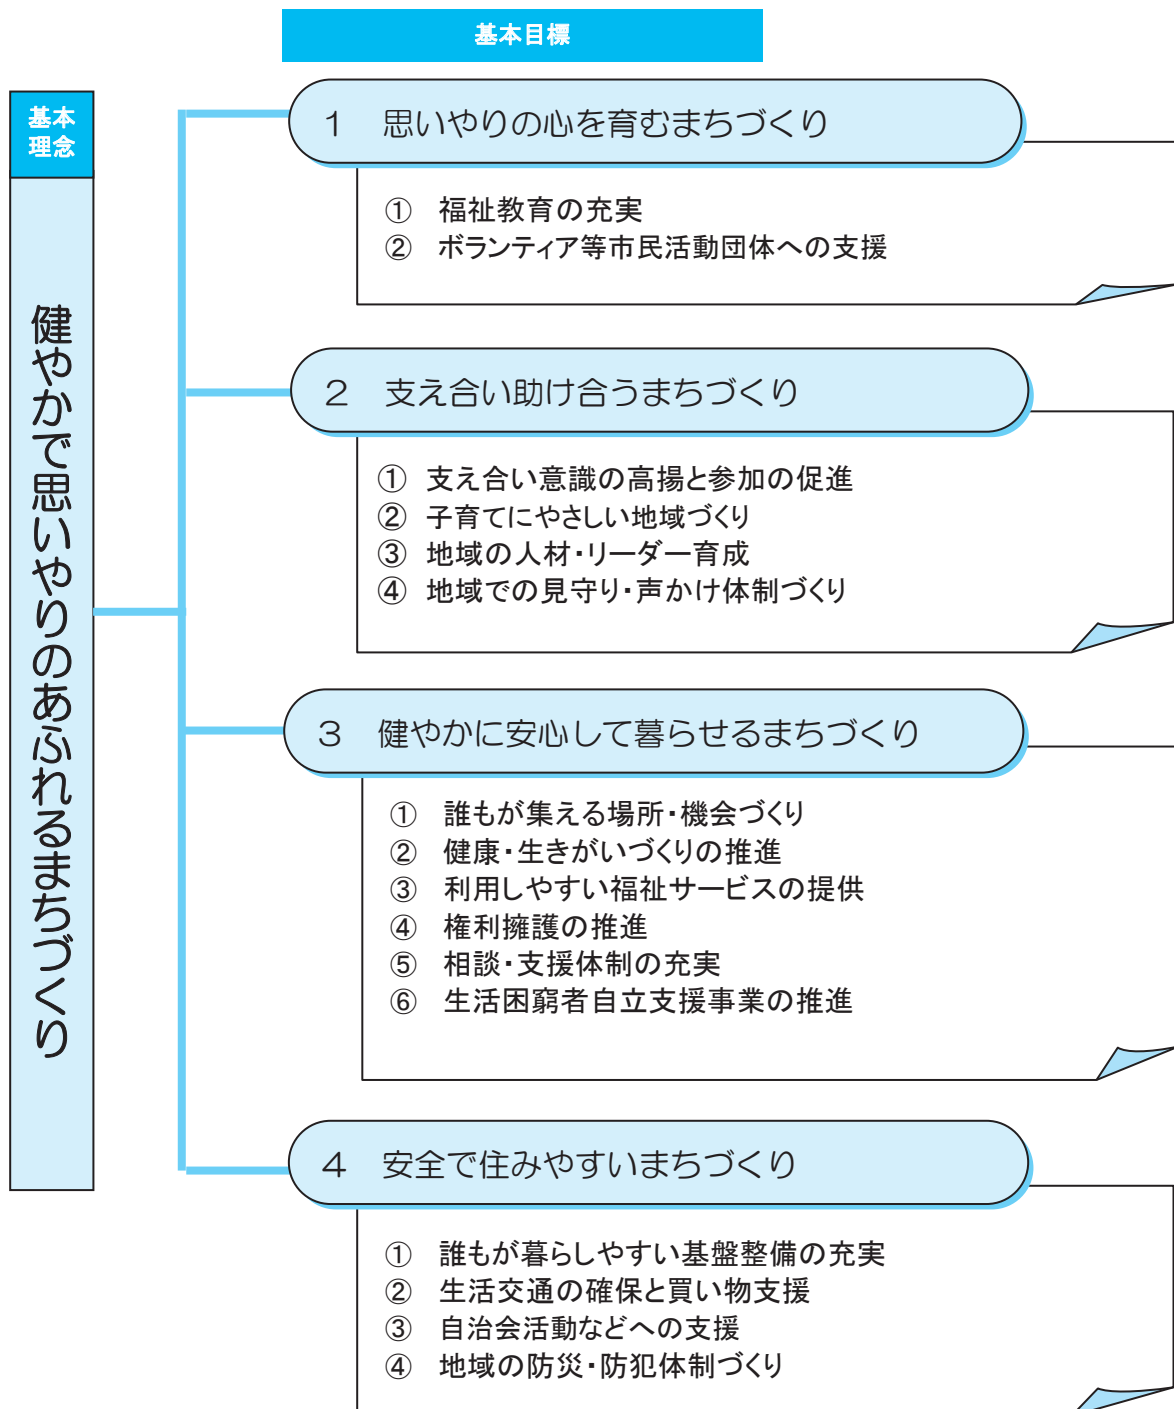 基本目標
基本
理念
健やかで思いやりのあふれるまちづくり
１　思いやりの心を育むまちづくり
①　福祉教育の充実
②　ボランティア等市民活動団体への支援
２　支え合い助け合うまちづくり
①　支え合い意識の高揚と参加の促進
②　子育てにやさしい地域づくり
③　地域の人材・リーダー育成
④　地域での見守り・声かけ体制づくり
３　健やかに安心して暮らせるまちづくり
①　誰もが集える場所・機会づくり
②　健康・生きがいづくりの推進
③　利用しやすい福祉サービスの提供
④　権利擁護の推進
⑤　相談・支援体制の充実
⑥　生活困窮者自立支援事業の推進
４　安全で住みやすいまちづくり
①　誰もが暮らしやすい基盤整備の充実
②　生活交通の確保と買い物支援
③　自治会活動などへの支援
④　地域の防災・防犯体制づくり